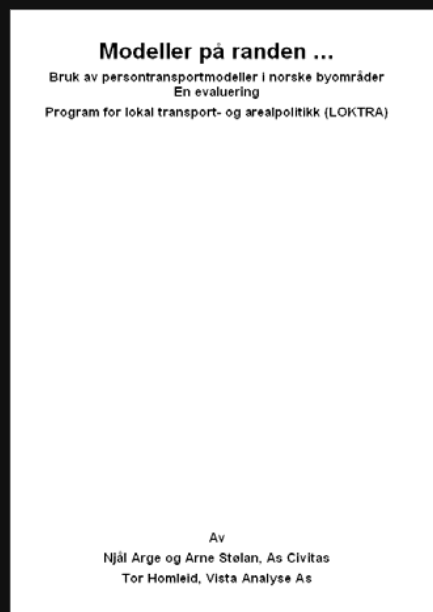 Modeller på randen ...
Bruk av persontransportmodeller i norske byområder
En evaluering
Program for lokal transport- og arealpolitikk (LOKTRA)
Av
Njål Arge og Arne Stølan, As Civitas
Tor Homleid, Vista Analyse As